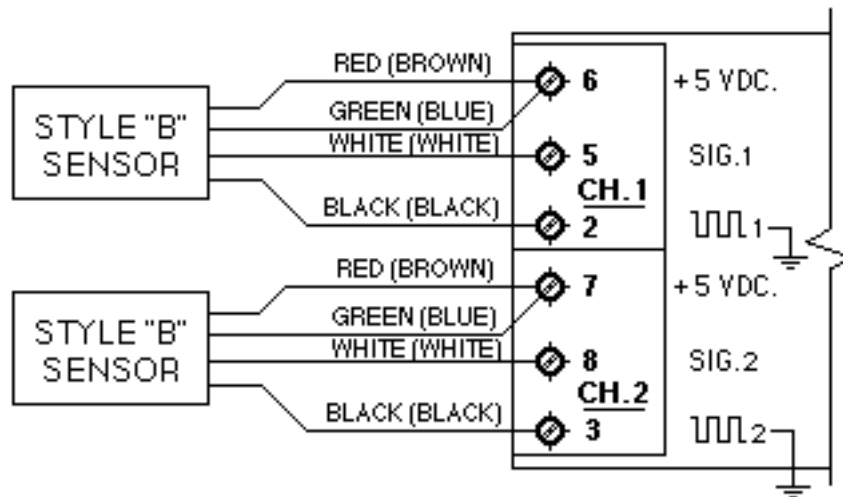 RED (BROWN)
6
+5 VDC.
GREEN (BLUE)
STYLE "B"
SENSOR
WHITE (WHITE)
5
SIG.1
CH.1
BLACK (BLACK)
2
1
RED (BROWN)
7
+5 VDC.
GREEN (BLUE)
STYLE "B"
SENSOR
WHITE (WHITE)
8
SIG.2
CH.2
BLACK (BLACK)
3
2